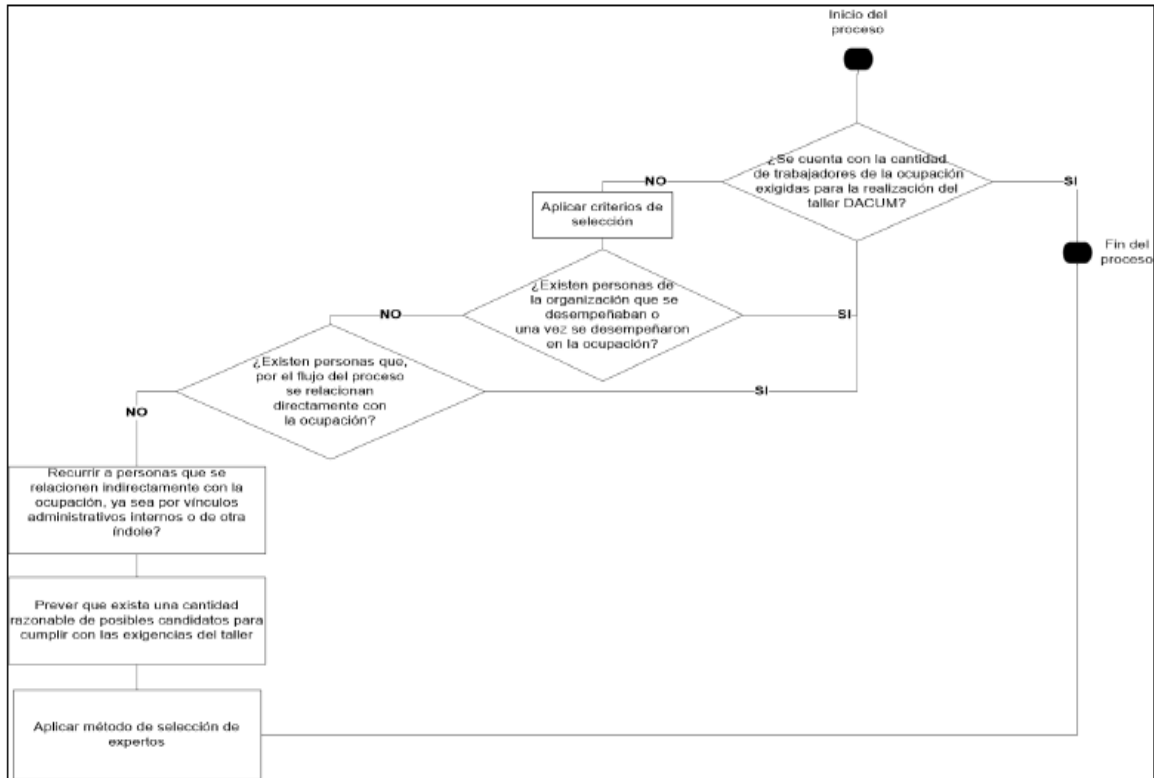 Inicio del
proceso
¿Se cuenta con la cantidad
de trabajadores de la ocupación
exigidas para la realización del
taller DACUM?
NO
SI
Aplicar criterios de
selección
Fin del
proceso
¿Existen personas de
la organización que se
desempeñaban o
una vez se desempeñaron
en la ocupación?
NO
SI
¿Existen personas que,
por el flujo del proceso
se relacionan
directamente con
la ocupación?
NO
SI
Recurrir a personas que se
relacionen indirectamente con la
ocupación, ya sea por vínculos
administrativos internos o de otra
índole?
Prever que exista una cantidad
razonable de posibles candidatos para
cumplir con las exigencias del taller
Aplicar método de selección de
expertos